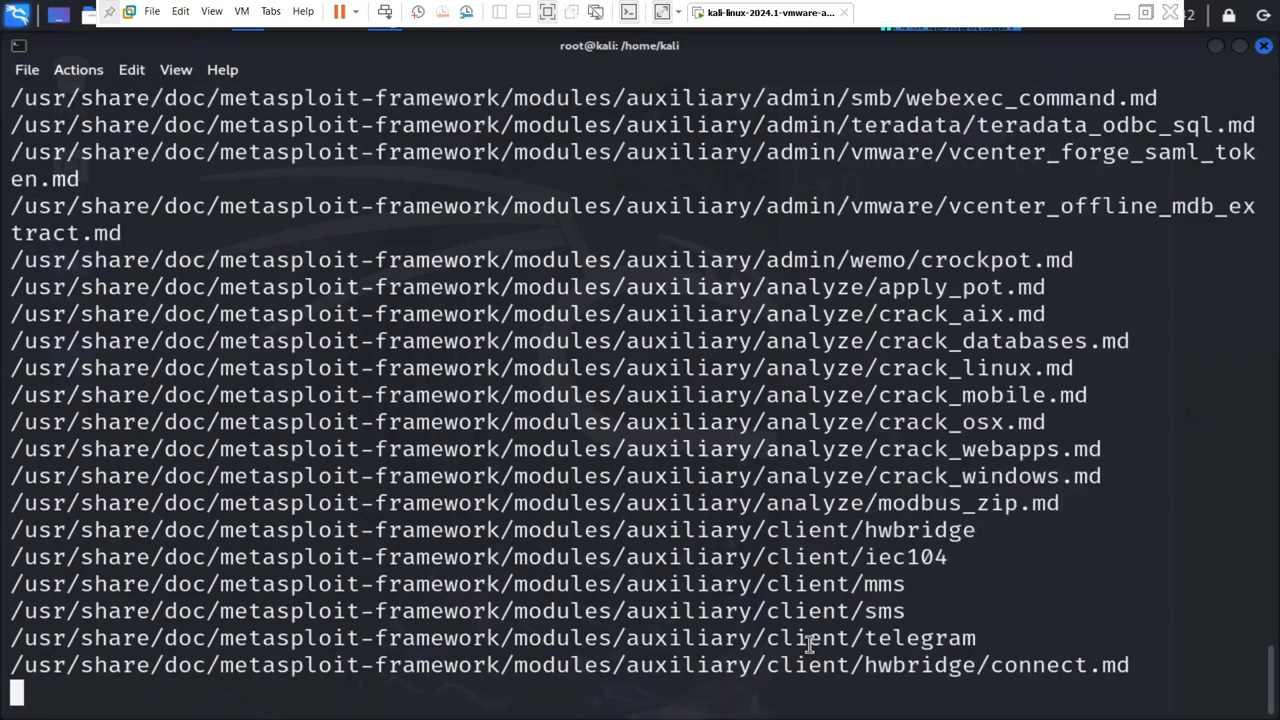 File Edit View VM Tabs Help kali-linux-2024.1-vmware-a...
root@kali: /home/kali
File Actions Edit View Help
/usr/share/doc/metasploit-framework/modules/auxiliary/admin/smb/webexec_command.md
/usr/share/doc/metasploit-framework/modules/auxiliary/admin/teradata/teradata_odbc_sql.md
/usr/share/doc/metasploit-framework/modules/auxiliary/admin/vmware/vcenter_forge_saml_tok
en.md
/usr/share/doc/metasploit-framework/modules/auxiliary/admin/vmware/vcenter_offline_mdb_ex
tract.md
/usr/share/doc/metasploit-framework/modules/auxiliary/admin/wemo/crockpot.md
/usr/share/doc/metasploit-framework/modules/auxiliary/analyze/apply_pot.md
/usr/share/doc/metasploit-framework/modules/auxiliary/analyze/crack_aix.md
/usr/share/doc/metasploit-framework/modules/auxiliary/analyze/crack_databases.md
/usr/share/doc/metasploit-framework/modules/auxiliary/analyze/crack_linux.md
/usr/share/doc/metasploit-framework/modules/auxiliary/analyze/crack_mobile.md
/usr/share/doc/metasploit-framework/modules/auxiliary/analyze/crack_osx.md
/usr/share/doc/metasploit-framework/modules/auxiliary/analyze/crack_webapps.md
/usr/share/doc/metasploit-framework/modules/auxiliary/analyze/crack_windows.md
/usr/share/doc/metasploit-framework/modules/auxiliary/analyze/modbus_zip.md
/usr/share/doc/metasploit-framework/modules/auxiliary/client/hwbridge
/usr/share/doc/metasploit-framework/modules/auxiliary/client/iec104
/usr/share/doc/metasploit-framework/modules/auxiliary/client/mms
/usr/share/doc/metasploit-framework/modules/auxiliary/client/sms
/usr/share/doc/metasploit-framework/modules/auxiliary/client/telegram
/usr/share/doc/metasploit-framework/modules/auxiliary/client/hwbridge/connect.md